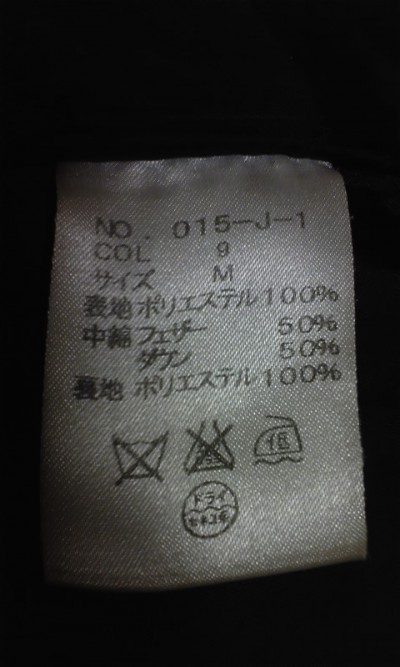 NO. 015-J-1
COL 9
サイズ M
表地 ポリエステル100%
中綿 フェザー 50%
ダウン 50%
裏地 ポリエステル100%
低
ドライ
セキユ系